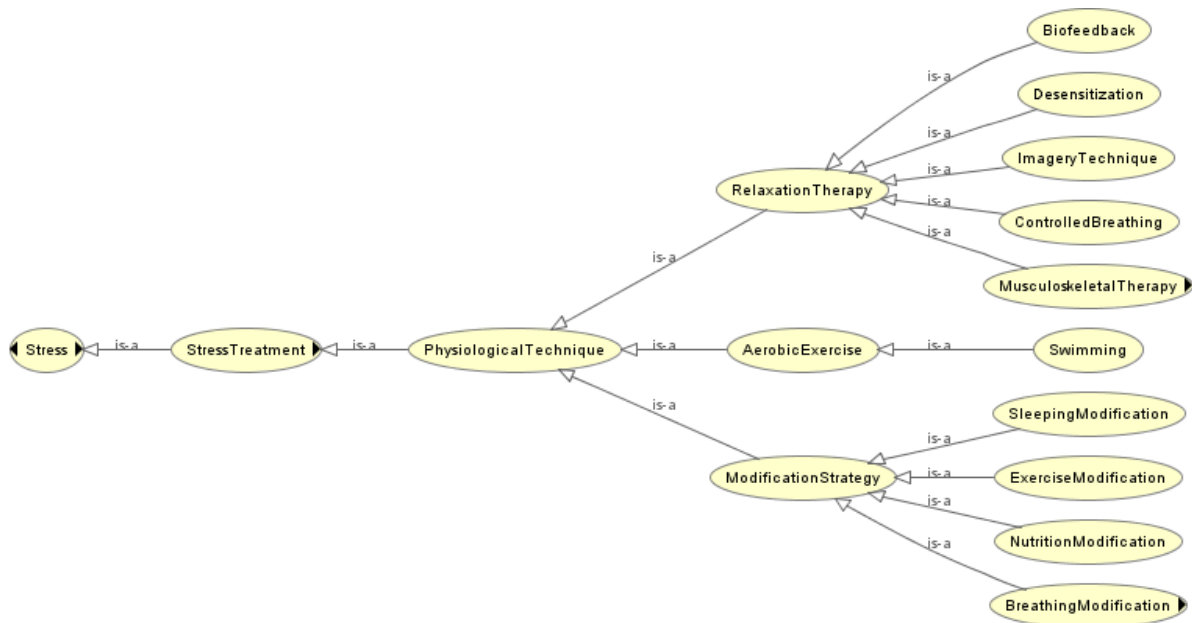 Biofeedback
is-a
Desensitization
is-a
ImageryTechnique
is-a
RelaxationTherapy
is-a
ControlledBreathing
is-a
is-a
MusculoskeletalTherapy
Stress
is-a
StressTreatment
is-a
PhysiologicalTechnique
is-a
AerobicExercise
is-a
Swimming
is-a
SleepingModification
is-a
ModificationStrategy
is-a
ExerciseModification
is-a
NutritionModification
is-a
BreathingModification